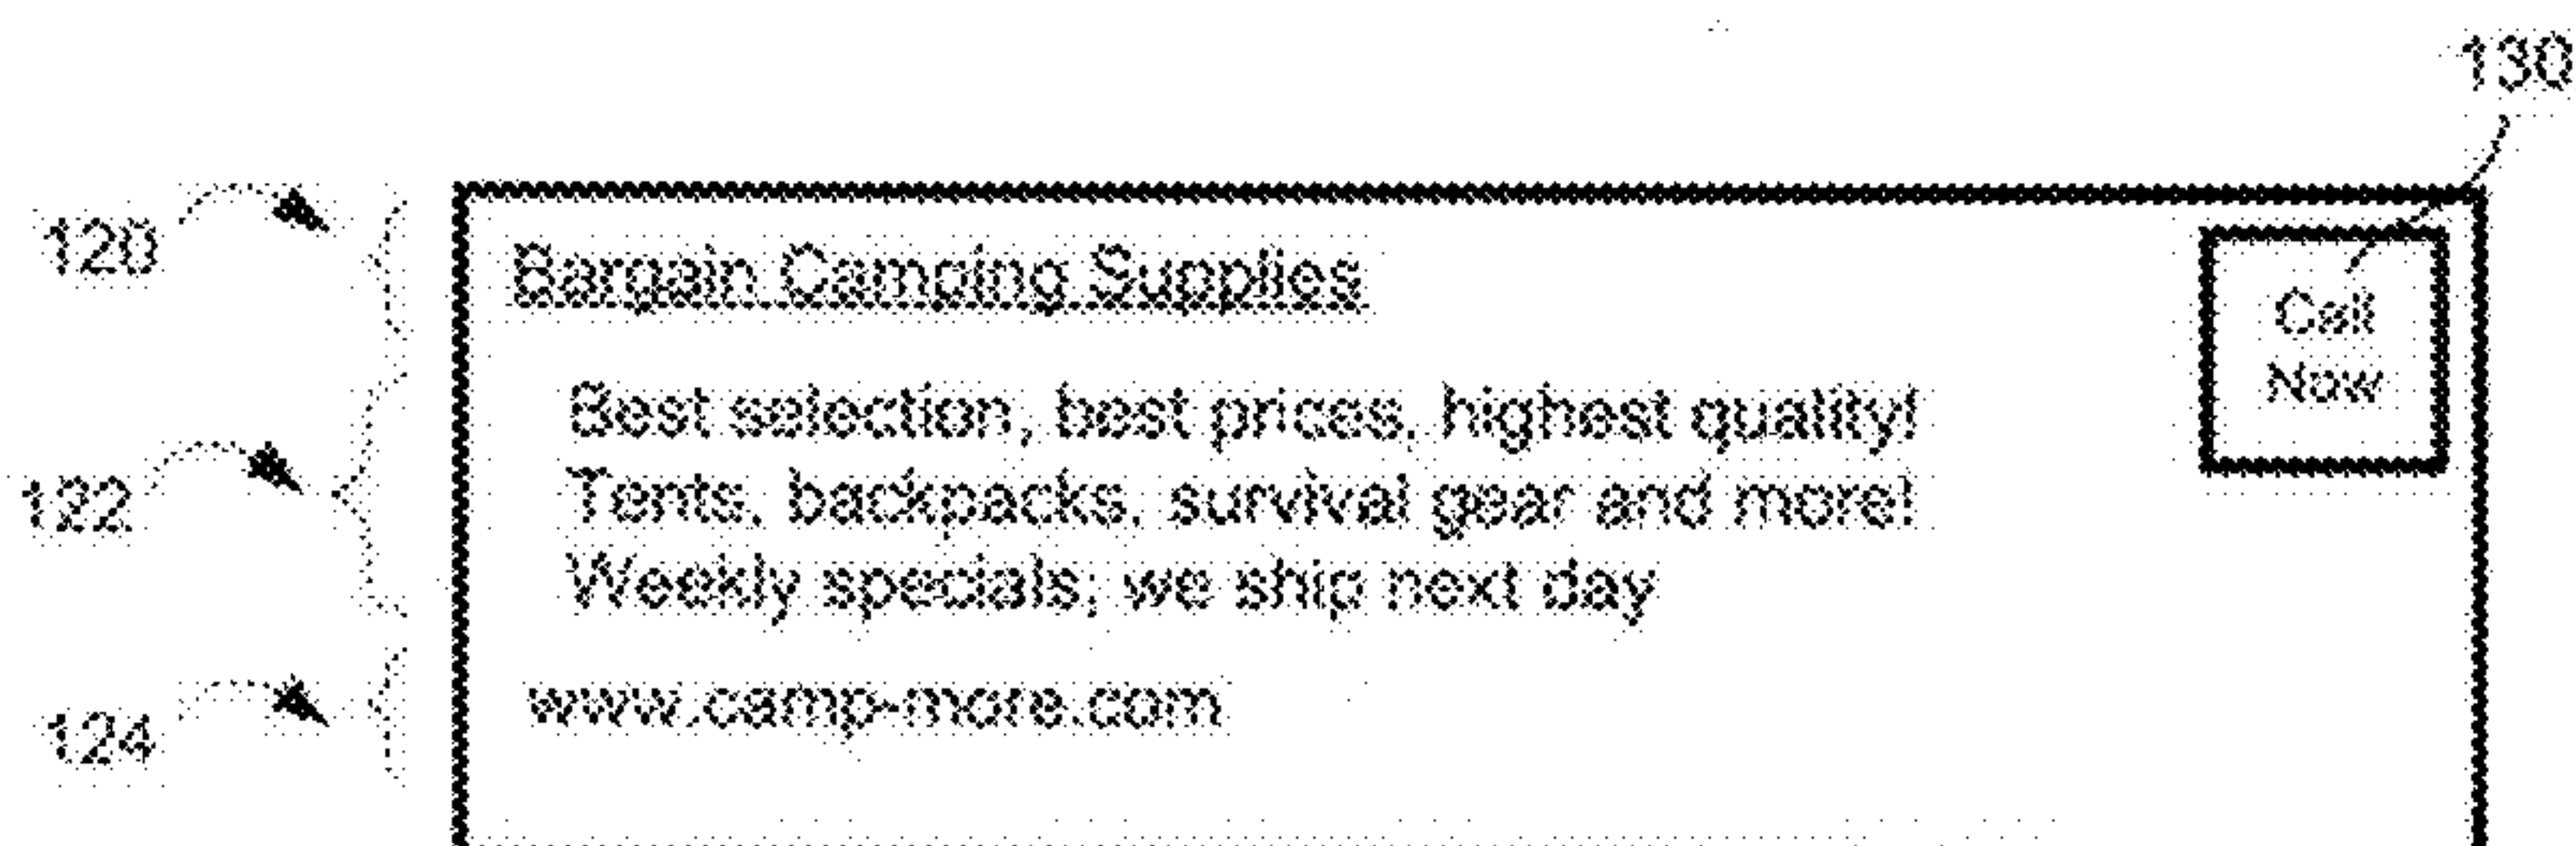 130
120
Bargain Camping Supplies
Call
Now
122
Best selection, best prices, highest quality!
Tents, backpacks, survival gear and more!
Weekly specials; we ship next day
124
www.camp-more.com